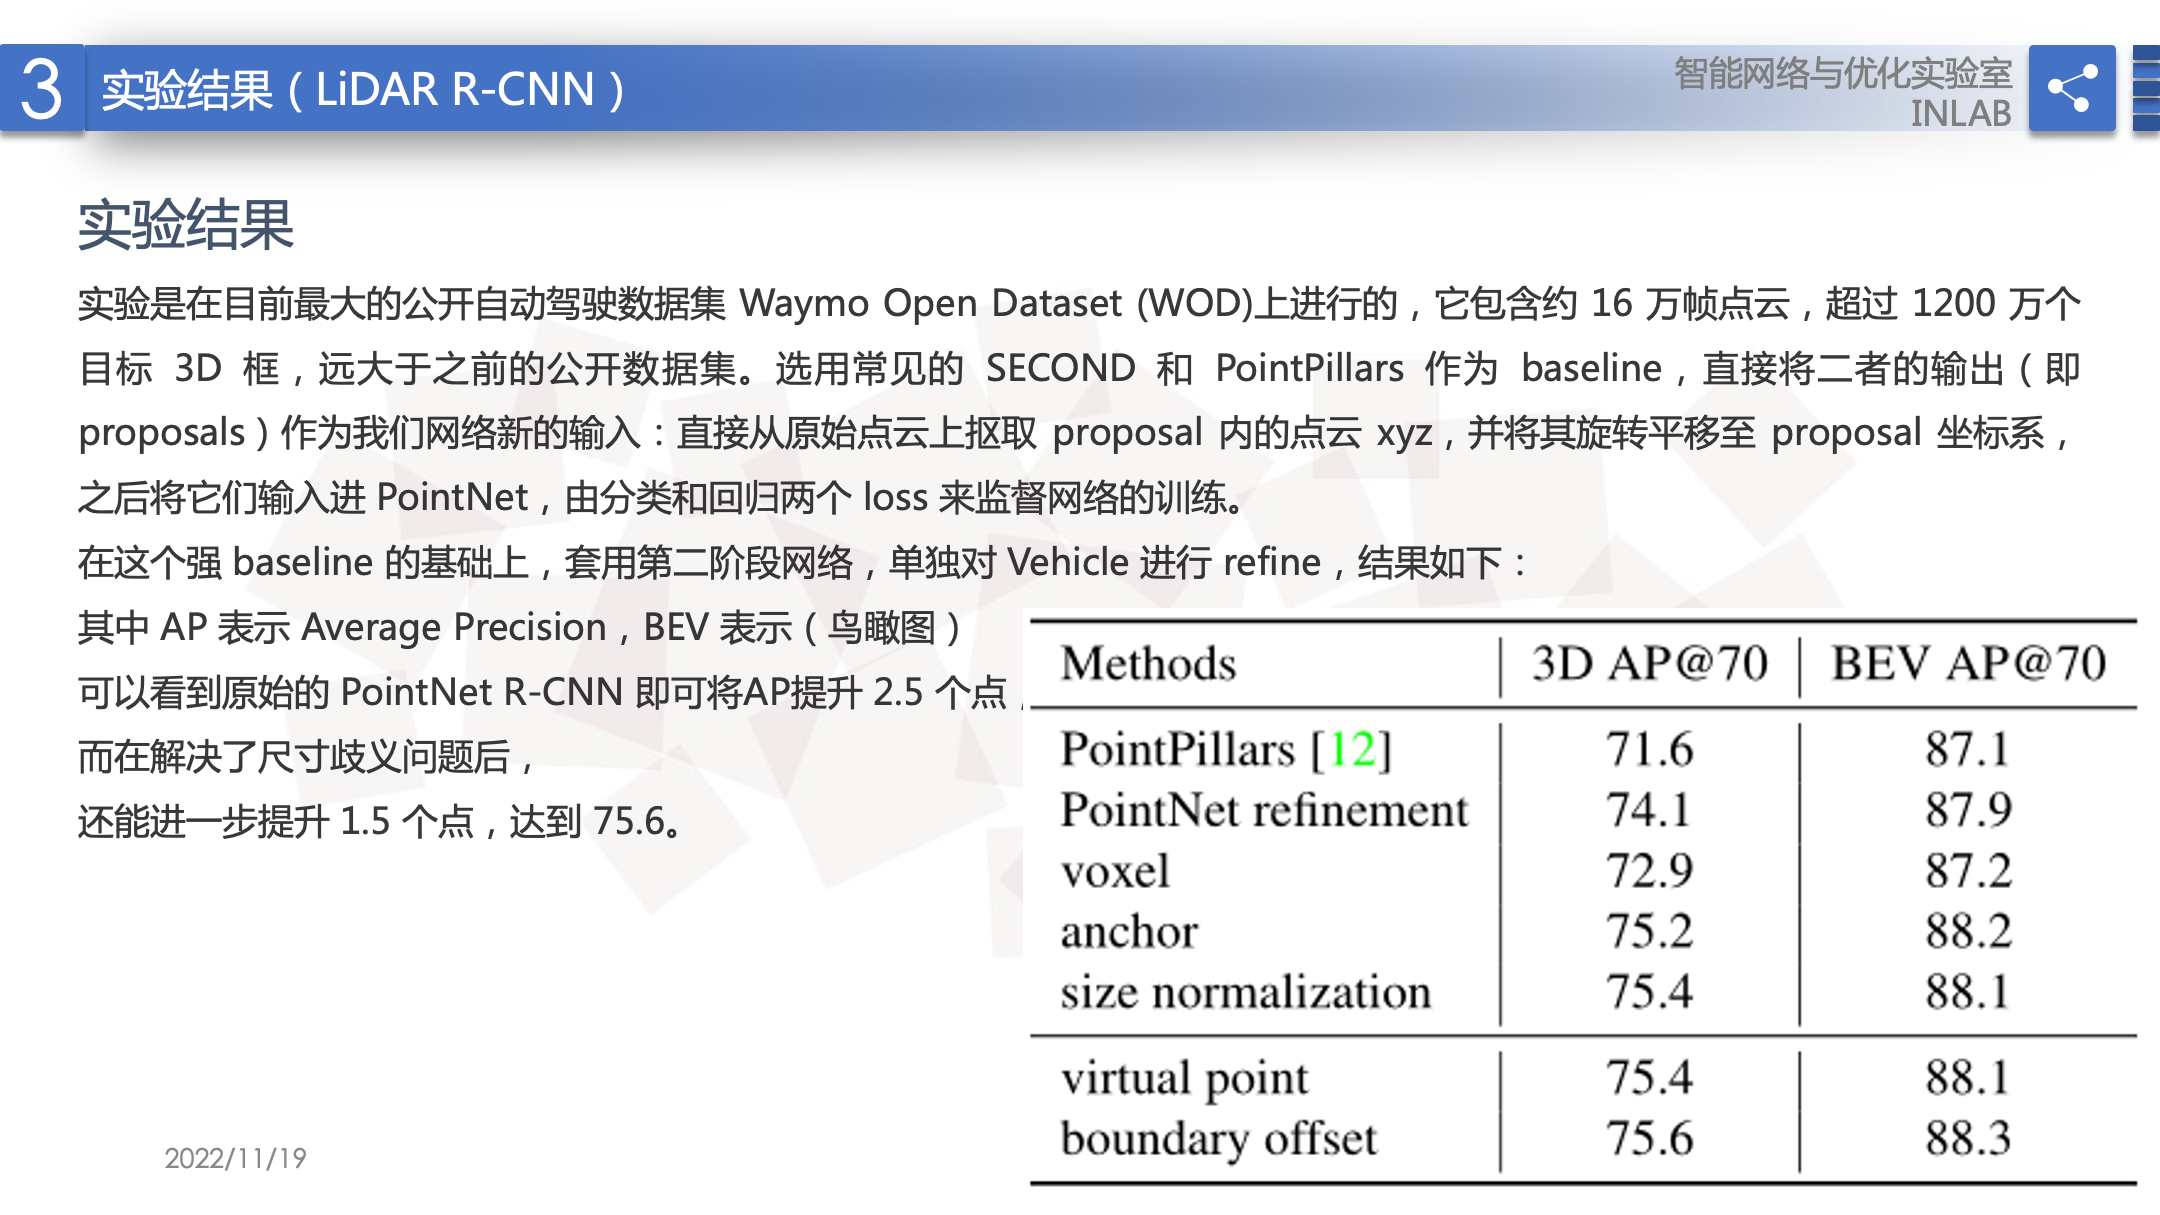 3 实验结果（LiDAR R-CNN）
智能网络与优化实验室
INLAB
实验结果
实验是在目前最大的公开自动驾驶数据集 Waymo Open Dataset (WOD)上进行的，它包含约 16 万帧点云，超过 1200 万个
目标 3D 框，远大于之前的公开数据集。选用常见的 SECOND 和 PointPillars 作为 baseline，直接将二者的输出（即
proposals）作为我们网络新的输入：直接从原始点云上抠取 proposal 内的点云 xyz，并将其旋转平移至 proposal 坐标系，
之后将它们输入进 PointNet，由分类和回归两个 loss 来监督网络的训练。
在这个强 baseline 的基础上，套用第二阶段网络，单独对 Vehicle 进行 refine，结果如下：
其中 AP 表示 Average Precision，BEV 表示（鸟瞰图）
可以看到原始的 PointNet R-CNN 即可将AP提升 2.5 个点，
而在解决了尺寸歧义问题后，
还能进一步提升 1.5 个点，达到 75.6。
Methods 3D AP@70 BEV AP@70
PointPillars [12] 71.6 87.1
PointNet refinement 74.1 87.9
voxel 72.9 87.2
anchor 75.2 88.2
size normalization 75.4 88.1
virtual point 75.4 88.1
boundary offset 75.6 88.3
2022/11/19